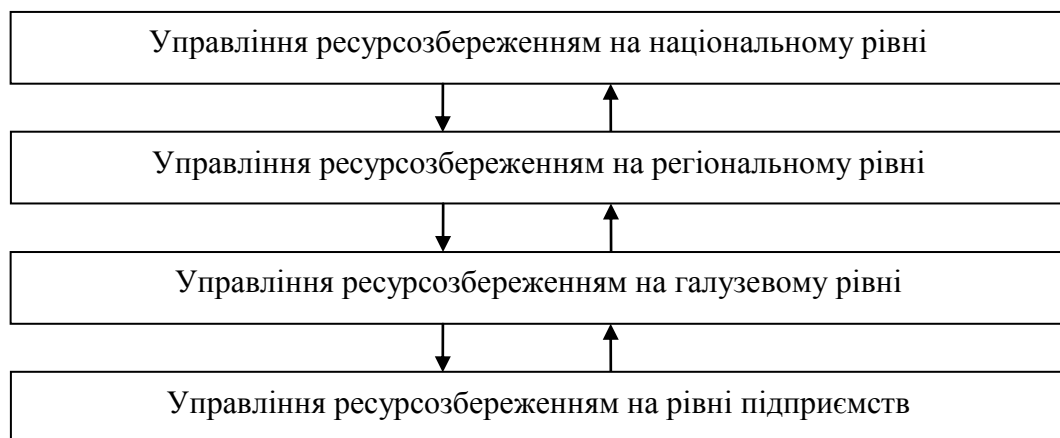 Управління ресурсозбереженням на національному рівні
Управління ресурсозбереженням на регіональному рівні
Управління ресурсозбереженням на галузевому рівні
Управління ресурсозбереженням на рівні підприємств